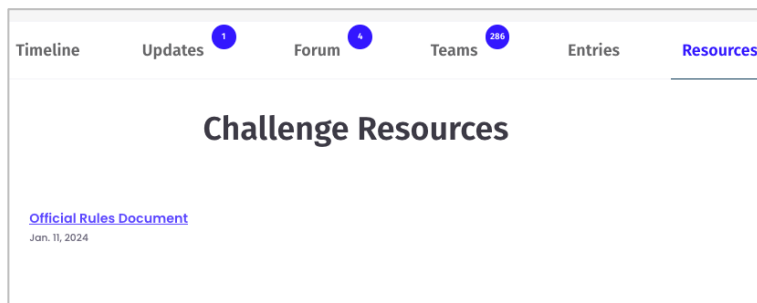 1 4 286
Timeline Updates Forum Teams Entries Resources
Challenge Resources
Official Rules Document
Jan. 11, 2024